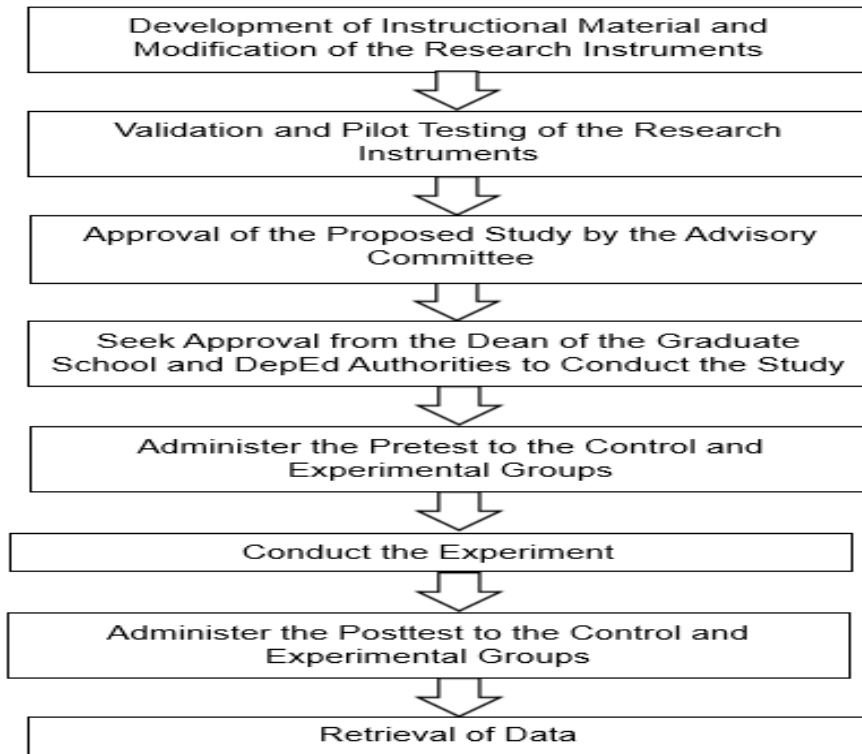 Development of Instructional Material and
Modification of the Research Instruments
Validation and Pilot Testing of the Research
Instruments
Approval of the Proposed Study by the Advisory
Committee
Seek Approval from the Dean of the Graduate
School and DepEd Authorities to Conduct the Study
Administer the Pretest to the Control and
Experimental Groups
Conduct the Experiment
Administer the Posttest to the Control and
Experimental Groups
Retrieval of Data